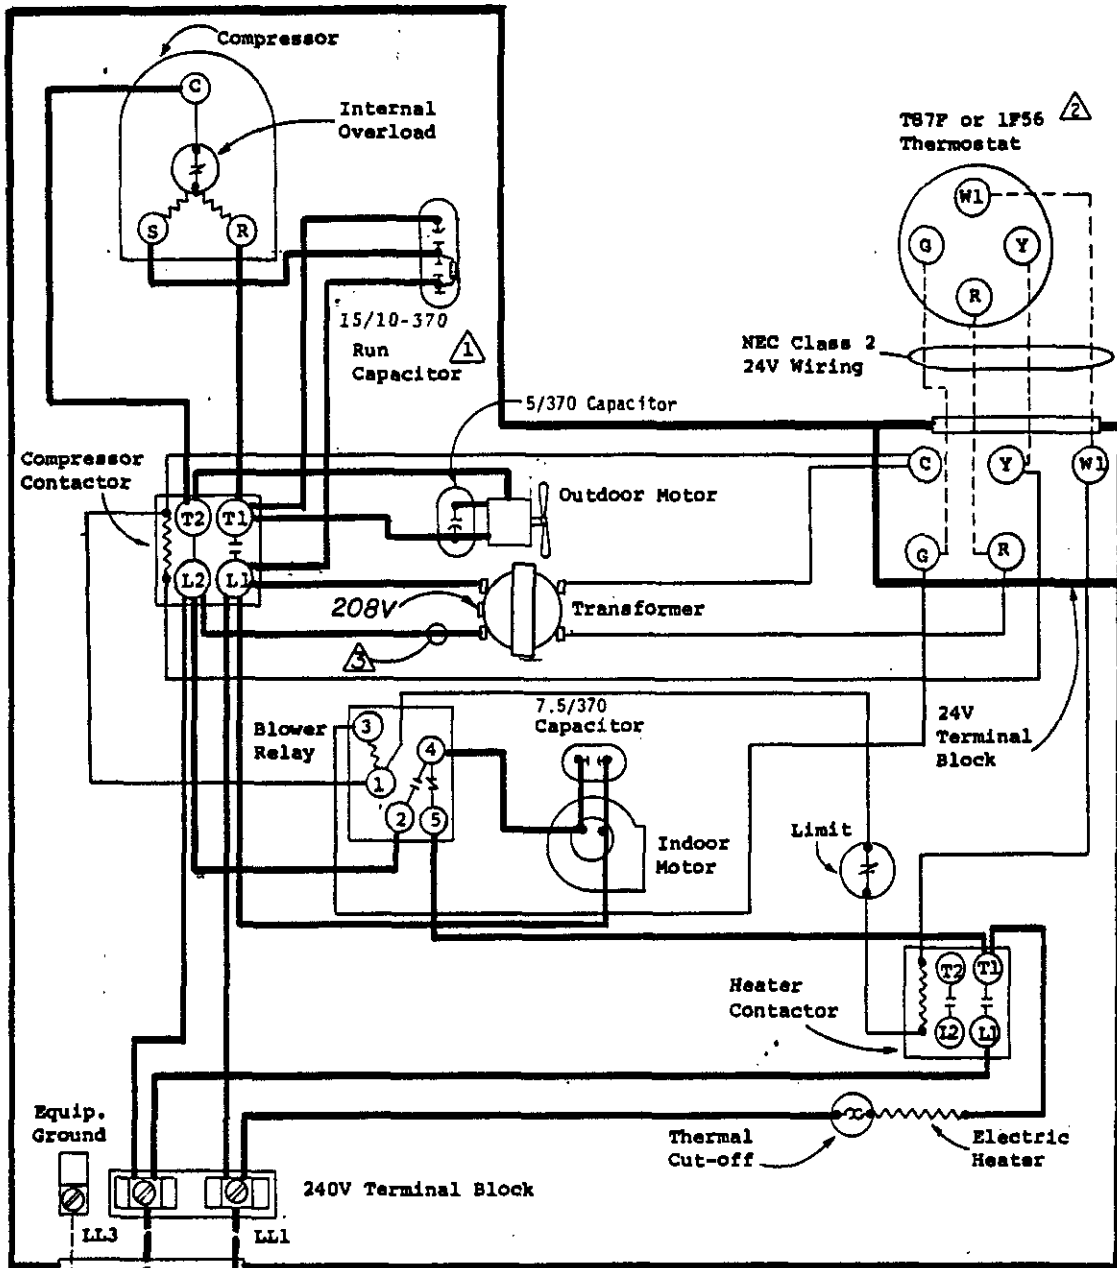 Compressor
C
Internal
Overload
S
R
15/10-370
Run
Capacitor
1
T87F or 1F56
Thermostat
2
W1
G
Y
R
NEC Class 2
24V Wiring
5/370 Capacitor
Compressor
Contactor
T2
T1
L2
L1
Outdoor Motor
C
Y
W1
G
R
208V
Transformer
3
24V
Terminal
Block
Blower
Relay
3
4
1
2
5
7.5/370
Capacitor
Indoor
Motor
Limit
Heater
Contactor
T2
T1
L2
L1
Equip.
Ground
Thermal
Cut-off
Electric
Heater
240V Terminal Block
LL3
LL1